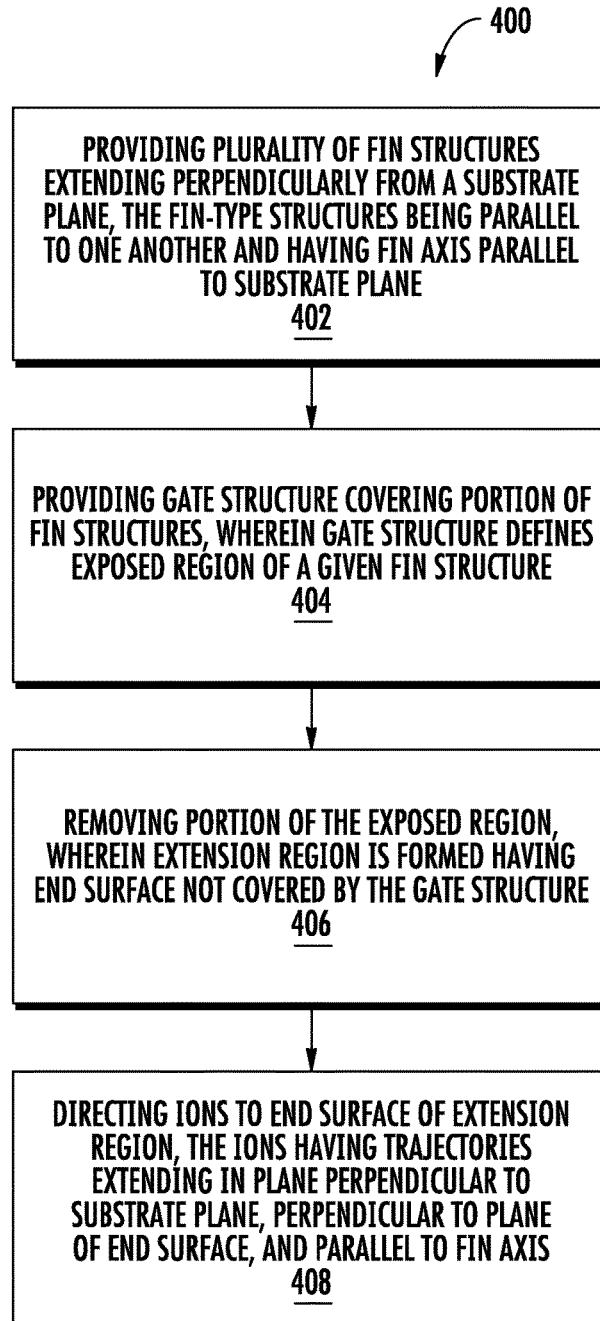 400
PROVIDING PLURALITY OF FIN STRUCTURES
EXTENDING PERPENDICULARLY FROM A SUBSTRATE
PLANE, THE FIN-TYPE STRUCTURES BEING PARALLEL
TO ONE ANOTHER AND HAVING FIN AXIS PARALLEL
TO SUBSTRATE PLANE
402
PROVIDING GATE STRUCTURE COVERING PORTION OF
FIN STRUCTURES, WHEREIN GATE STRUCTURE DEFINES
EXPOSED REGION OF A GIVEN FIN STRUCTURE
404
REMOVING PORTION OF THE EXPOSED REGION,
WHEREIN EXTENSION REGION IS FORMED HAVING
END SURFACE NOT COVERED BY THE GATE STRUCTURE
406
DIRECTING IONS TO END SURFACE OF EXTENSION
REGION, THE IONS HAVING TRAJECTORIES
EXTENDING IN PLANE PERPENDICULAR TO
SUBSTRATE PLANE, PERPENDICULAR TO PLANE
OF END SURFACE, AND PARALLEL TO FIN AXIS
408